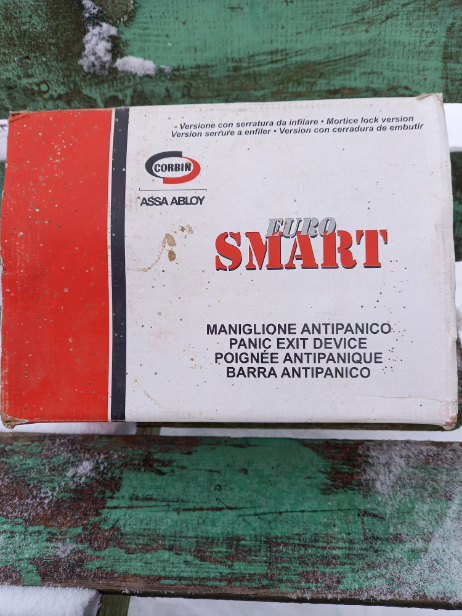 • Versione con serratura da infilare • Mortice lock version
Version serrure a enfiler • Version con cerradura de embutir
CORBIN
ASSA ABLOY
EURO
SMART
MANIGLIONE ANTIPANICO
PANIC EXIT DEVICE
POIGNÉE ANTIPANIQUE
BARRA ANTIPANICO